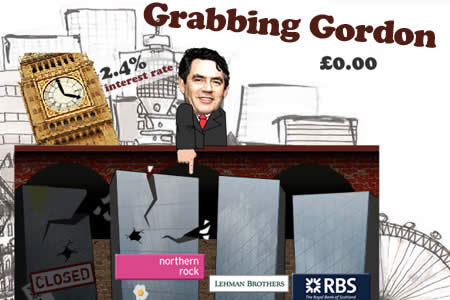 Grabbing Gordon
£0.00
2.4%
interest rate
northern
rock
CLOSED
LEHMAN BROTHERS
RBS
The Royal Bank of Scotland